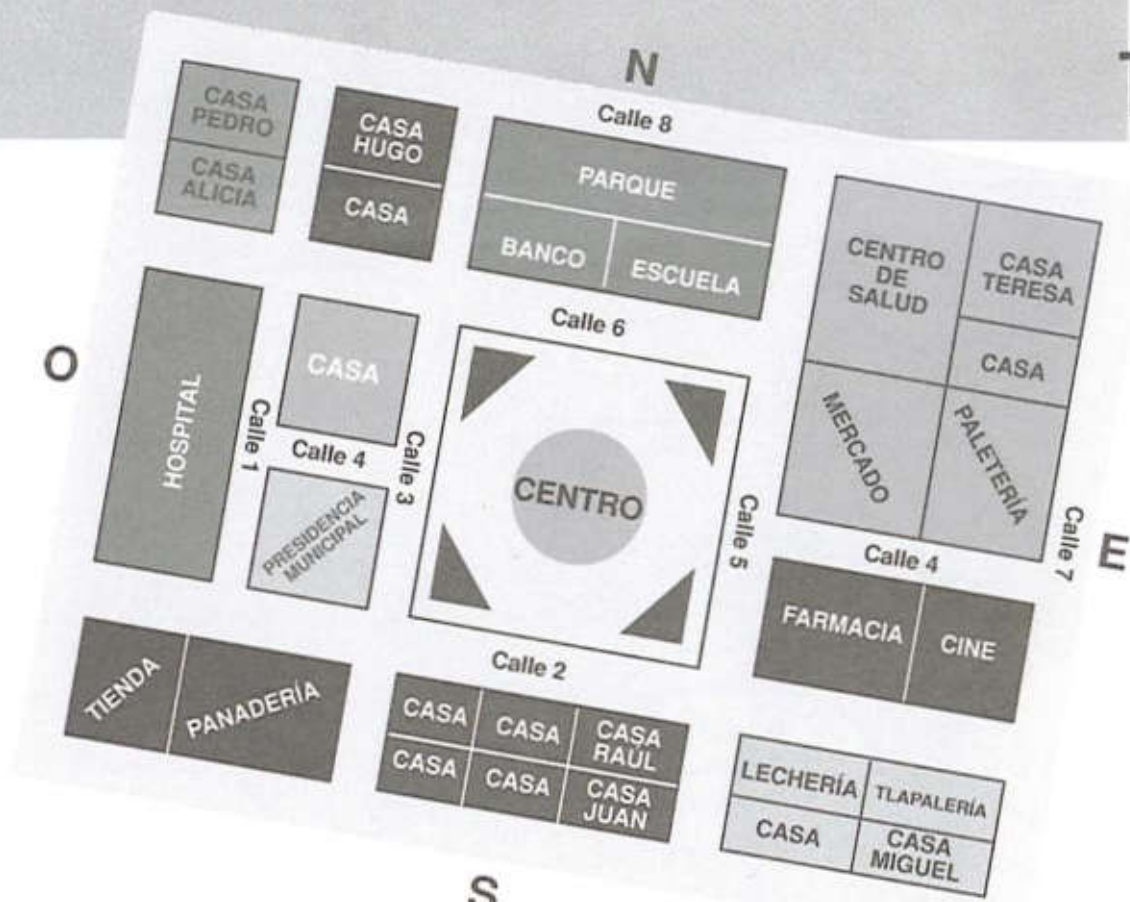 N
Calle 8
CASA
PEDRO
CASA
ALICIA
CASA
HUGO
CASA
PARQUE
BANCO
ESCUELA
CENTRO
DE
SALUD
CASA
TERESA
CASA
MERCADO
PALETERÍA
O
HOSPITAL
Calle 1
CASA
Calle 4
PRESIDENCIA
MUNICIPAL
Calle 3
Calle 6
CENTRO
Calle 5
Calle 7
E
Calle 4
FARMACIA
CINE
Calle 2
TIENDA
PANADERÍA
CASA
CASA
CASA
RAÚL
CASA
CASA
CASA
JUAN
LECHERÍA
TLAPALERÍA
CASA
CASA
MIGUEL
S